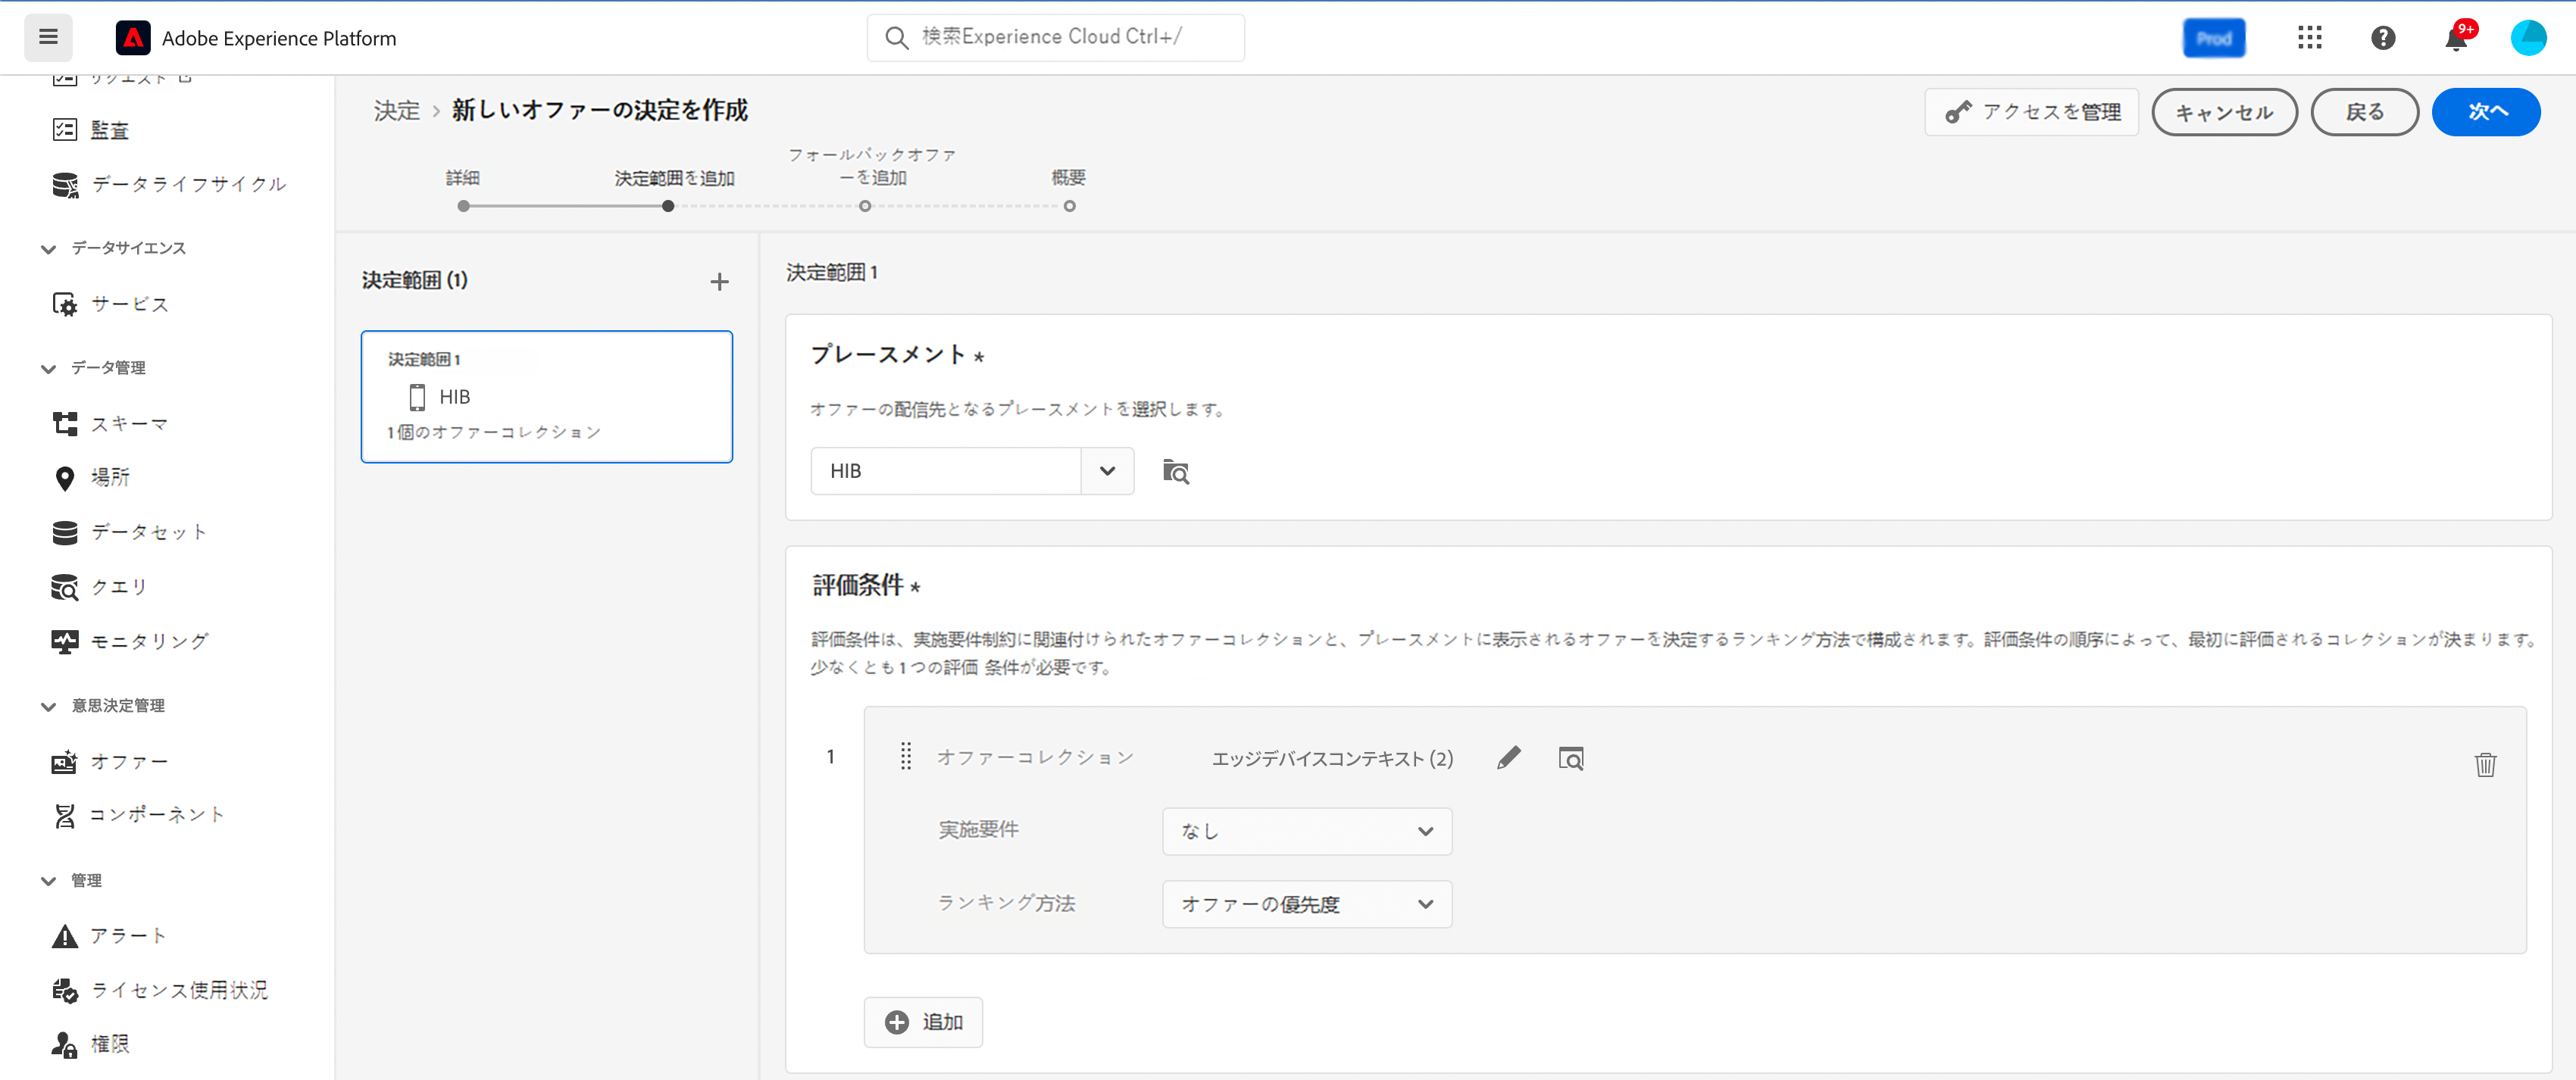 Adobe Experience Platform
検索Experience Cloud Ctrl+/
Prod
9+
リクエスト
監査
データライフサイクル
データサイエンス
サービス
データ管理
スキーマ
場所
データセット
クエリ
モニタリング
意思決定管理
オファー
コンポーネント
管理
アラート
ライセンス使用状況
権限
決定 › 新しいオファーの決定を作成
アクセスを管理
キャンセル
戻る
次へ
詳細
決定範囲を追加
フォールバックオファ
ーを追加
概要
決定範囲 (1)
決定範囲 1
HIB
1 個のオファーコレクション
決定範囲 1
プレースメント *
オファーの配信先となるプレースメントを選択します。
HIB
評価条件 *
評価条件は、実施要件制約に関連付けられたオファーコレクションと、プレースメントに表示されるオファーを決定するランキング方法で構成されます。評価条件の順序によって、最初に評価されるコレクションが決まります。
少なくとも 1 つの評価 条件が必要です。
1
オファーコレクション
エッジデバイスコンテキスト (2)
実施要件
なし
ランキング方法
オファーの優先度
追加